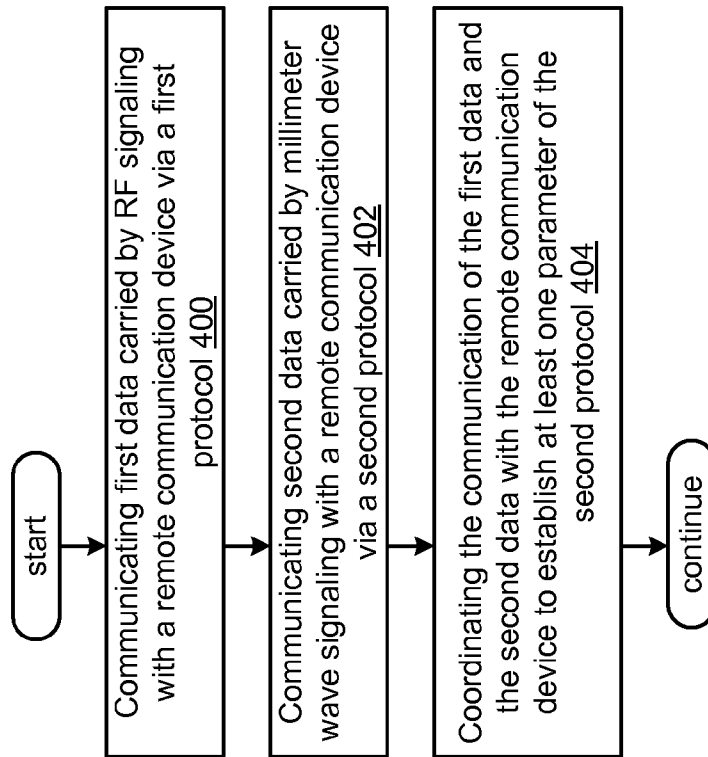 start
Communicating first data carried by RF signaling
with a remote communication device via a first
protocol 400
Communicating second data carried by millimeter
wave signaling with a remote communication device
via a second protocol 402
Coordinating the communication of the first data and
the second data with the remote communication
device to establish at least one parameter of the
second protocol 404
continue